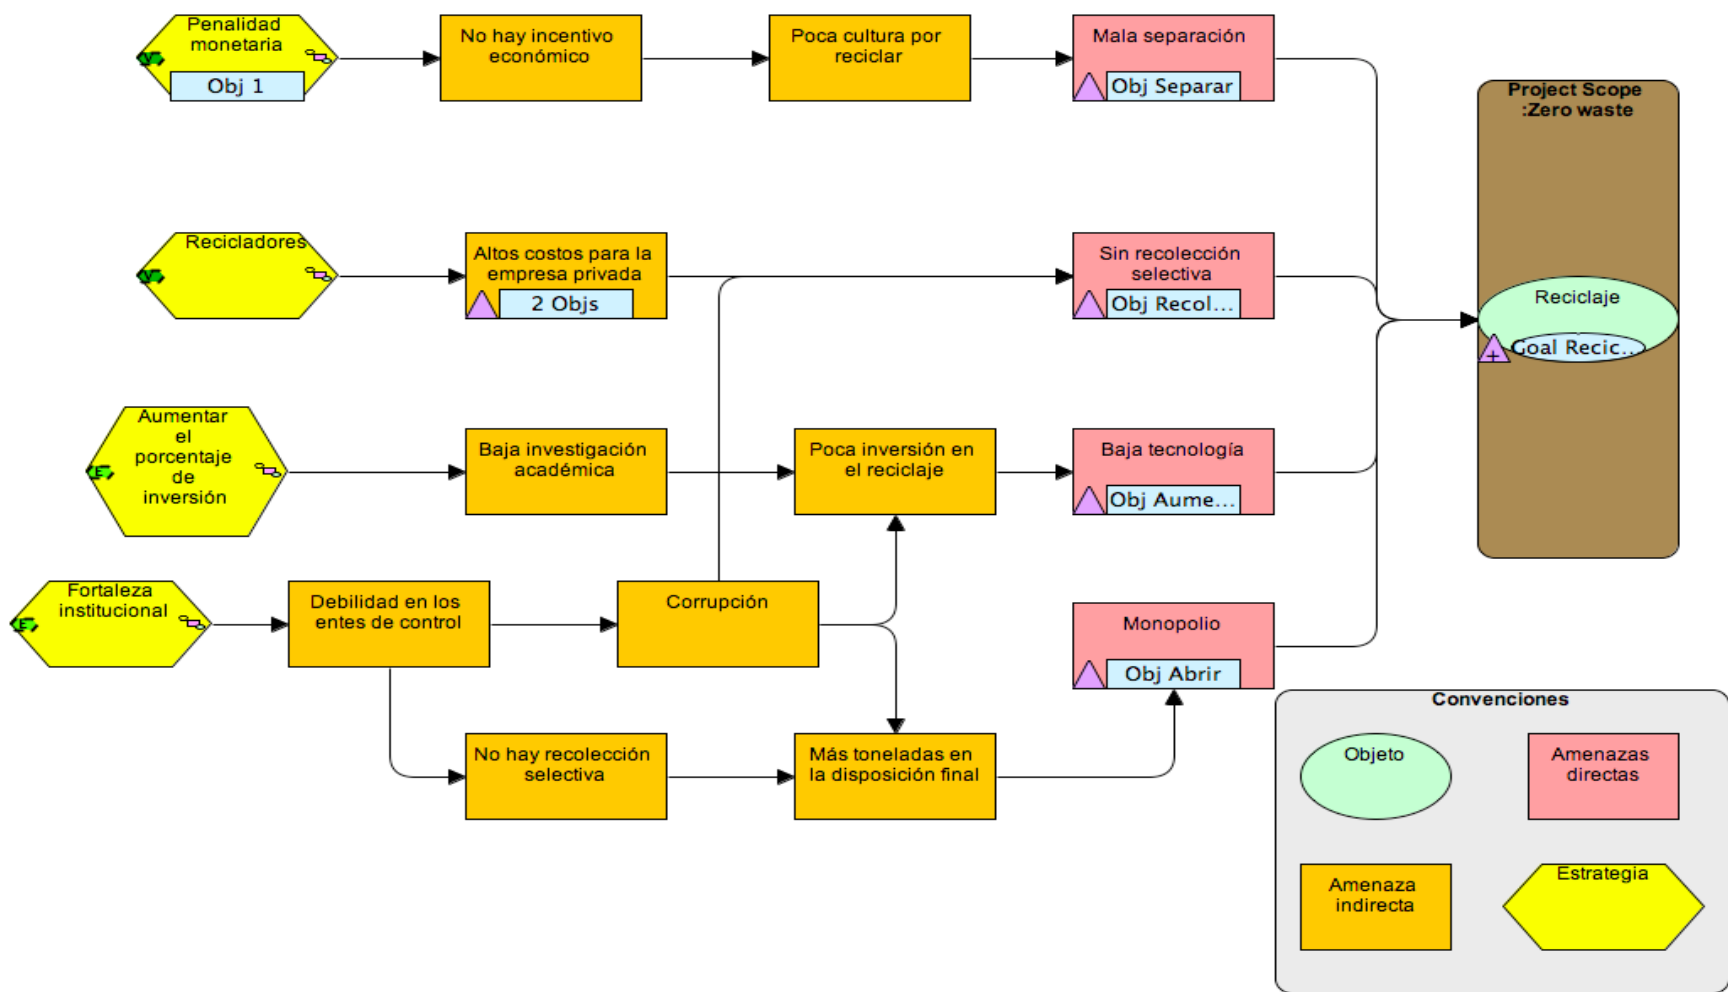 Penalidad
monetaria
Obj 1
No hay incentivo
económico
Poca cultura por
reciclar
Mala separación
Obj Separar
Project Scope
:Zero waste
Recicladores
Altos costos para la
empresa privada
2 Objs
Sin recolección
selectiva
Obj Recol...
Reciclaje
Goal Recic...
Aumentar
el
porcentaje
de
inversión
Baja investigación
académica
Poca inversión en
el reciclaje
Baja tecnología
Obj Aume...
Fortaleza
institucional
Debilidad en los
entes de control
Corrupción
Monopolio
Obj Abrir
No hay recolección
selectiva
Más toneladas en
la disposición final
Convenciones
Objeto
Amenazas
directas
Amenaza
indirecta
Estrategia